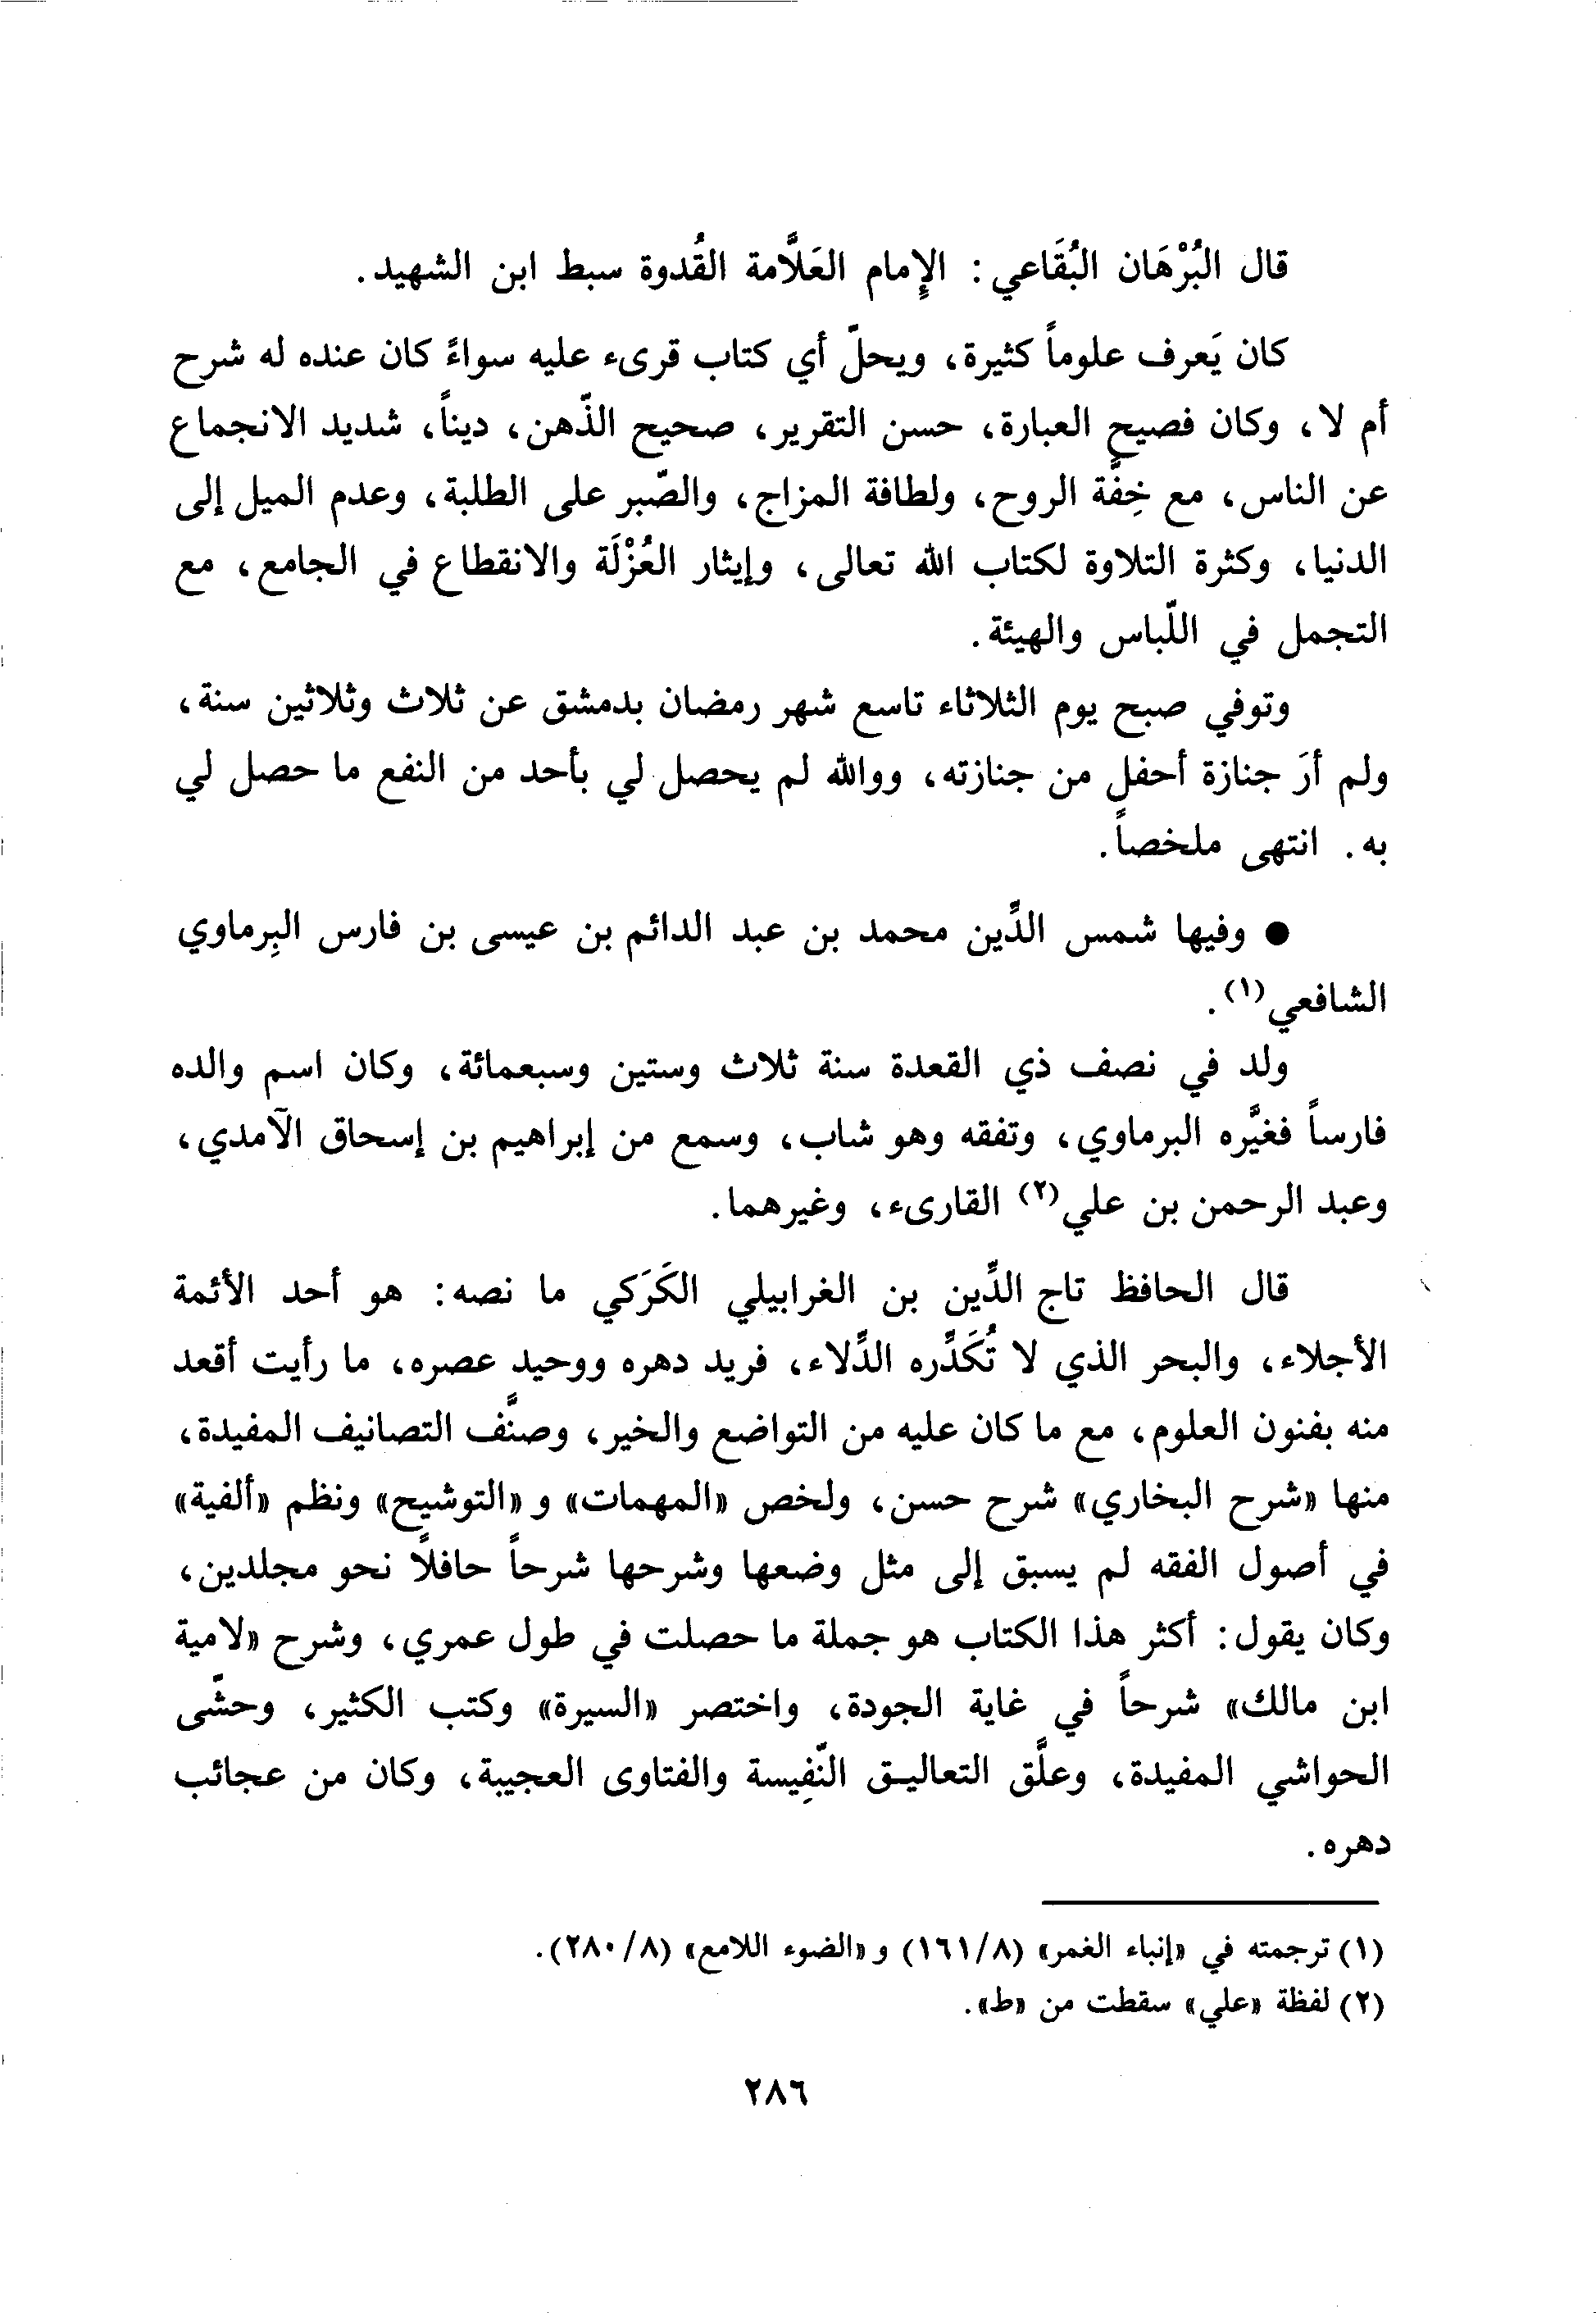 قال البُرْهَان البُقَاعي: الإِمام العَلَّامة القُدوة سبط ابن الشهيد.
كان يَعرف علوماً كثيرة، ويحلّ أي كتاب قرىء عليه سواءً كان عنده له شرح
أم لا، وكان فصيح العبارة، حسن التقرير، صحيح الذّهن، ديناً، شديد الانجماع
عن الناس، مع خِفَّة الروح، ولطافة المزاج، والصّبر على الطلبة، وعدم الميل إلى
الدنيا، وكثرة التلاوة لكتاب الله تعالى، وإيثار العُزْلَة والانقطاع في الجامع، مع
التجمل في اللّباس والهيئة.
وتوفي صبح يوم الثلاثاء تاسع شهر رمضان بدمشق عن ثلاث وثلاثين سنة،
ولم أرَ جنازة أحفل من جنازته، ووالله لم يحصل لي بأحد من النفع ما حصل لي
به. انتهى ملخصاً.
● وفيها شمس الدِّين محمد بن عبد الدائم بن عيسى بن فارس البِرماوي
الشافعي(١).
ولد في نصف ذي القعدة سنة ثلاث وستين وسبعمائة، وكان اسم والده
فارساً فغيَّره البرماوي، وتفقه وهو شاب، وسمع من إبراهيم بن إسحاق الآمدي،
وعبد الرحمن بن علي(٢) القارىء، وغيرهما.
قال الحافظ تاج الدِّين بن الغرابيلي الكَرَكي ما نصه: هو أحد الأئمة
الأجلاء، والبحر الذي لا تُكَدِّره الدِّلاء، فريد دهره ووحيد عصره، ما رأيت أقعد
منه بفنون العلوم، مع ما كان عليه من التواضع والخير، وصنَّف التصانيف المفيدة،
منها «شرح البخاري» شرح حسن، ولخص «المهمات» و «التوشيح» ونظم «ألفية»
في أصول الفقه لم يسبق إلى مثل وضعها وشرحها شرحاً حافلًا نحو مجلدين،
وكان يقول: أكثر هذا الكتاب هو جملة ما حصلت في طول عمري، وشرح «لامية
ابن مالك» شرحاً في غاية الجودة، واختصر «السيرة» وكتب الكثير، وحشّى
الحواشي المفيدة، وعلَّق التعاليق النّفِيسة والفتاوى العجيبة، وكان من عجائب
دهره.
(١) ترجمته في «إنباء الغمر» (٨/١٦١) و «الضوء اللامع» (٨/٢٨٠).
(٢) لفظة «علي» سقطت من «ط».
٢٨٦